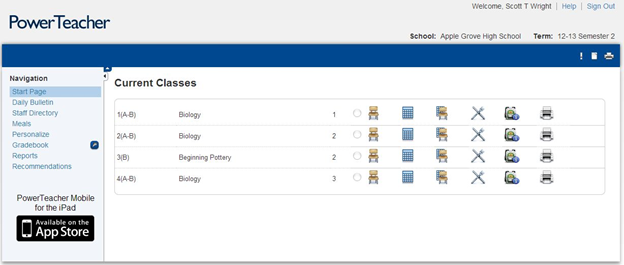 Welcome, Scott T Wright | Help | Sign Out
PowerTeacher
School: Apple Grove High School Term: 12-13 Semester 2
Navigation
Start Page
Daily Bulletin
Staff Directory
Meals
Personalize
Gradebook
Reports
Recommendations
PowerTeacher Mobile
for the iPad
Available on the
App Store
Current Classes
1(A-B) Biology 1
2(A-B) Biology 2
3(B) Beginning Pottery 2
4(A-B) Biology 3